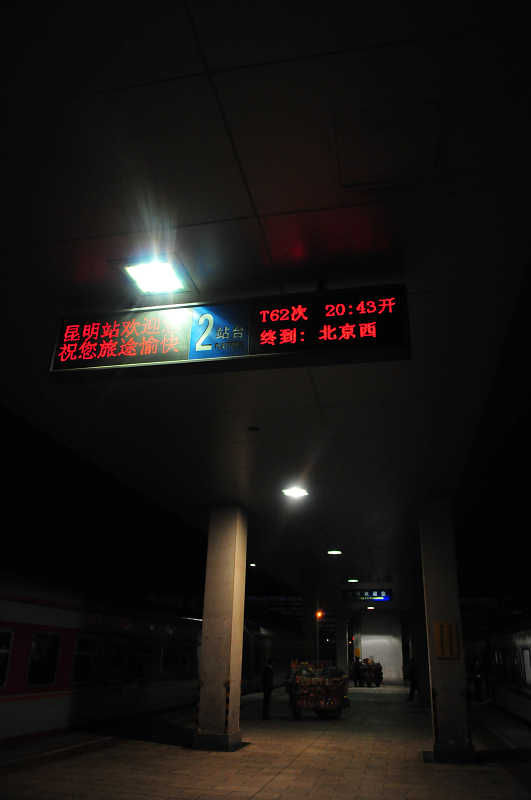 昆明站欢迎您
祝您旅途愉快
2 站台
T62次 20:43开
终到: 北京西